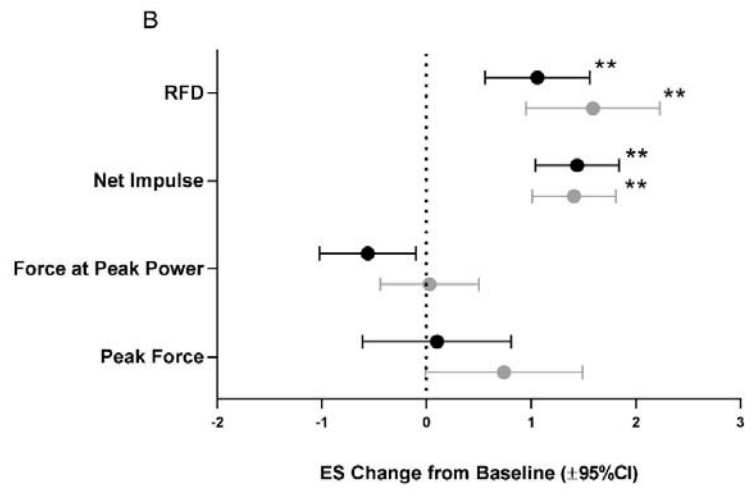 B
RFD
**
**
Net Impulse
**
**
Force at Peak Power
Peak Force
-2 -1 0 1 2 3
ES Change from Baseline (±95%CI)